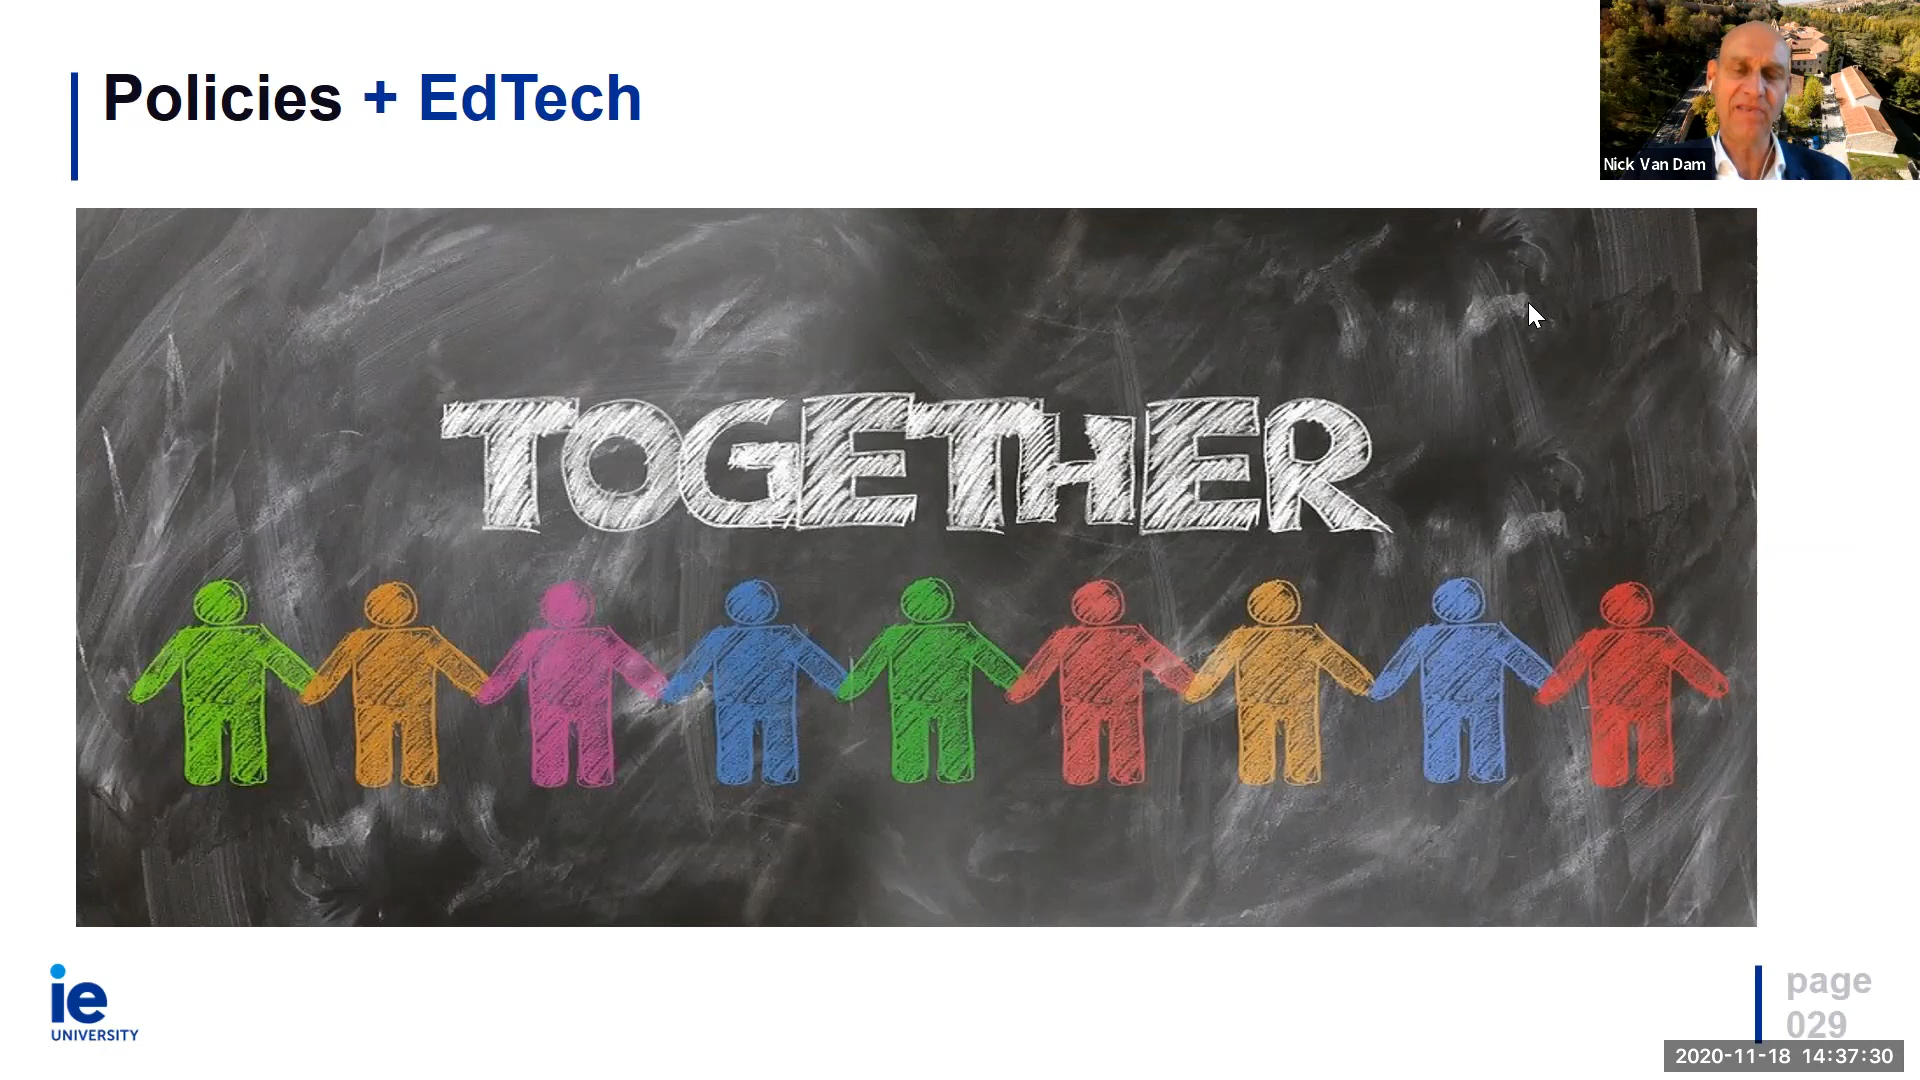 Policies + EdTech
Nick Van Dam
TOGETHER
ie
UNIVERSITY
page
029
2020-11-18 14:37:30